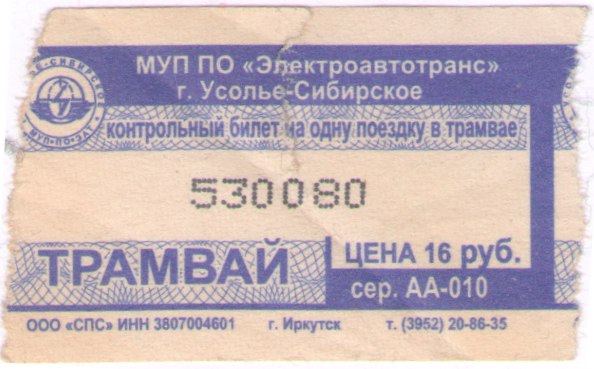 МУП ПО «Электроавтотранс»
г. Усолье-Сибирское
контрольный билет на одну поездку в трамвае
530080
ТРАМВАЙ
ЦЕНА 16 руб.
сер. АА-010
ООО «СПС» ИНН 3807004601 г. Иркутск т. (3952) 20-86-35